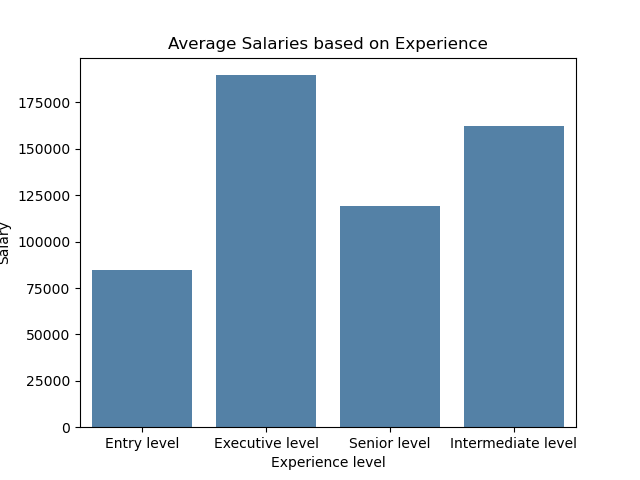 Average Salaries based on Experience
175000
150000
125000
100000
75000
50000
25000
0
Salary
Entry level
Executive level
Senior level
Intermediate level
Experience level